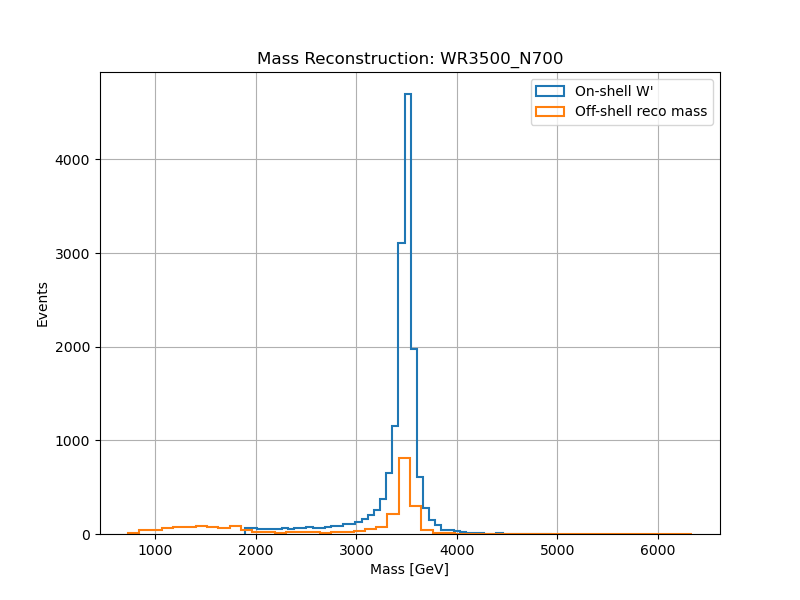 Mass Reconstruction: WR3500_N700
On-shell W'
Off-shell reco mass
4000
3000
2000
1000
0
Events
1000
2000
3000
4000
5000
6000
Mass [GeV]